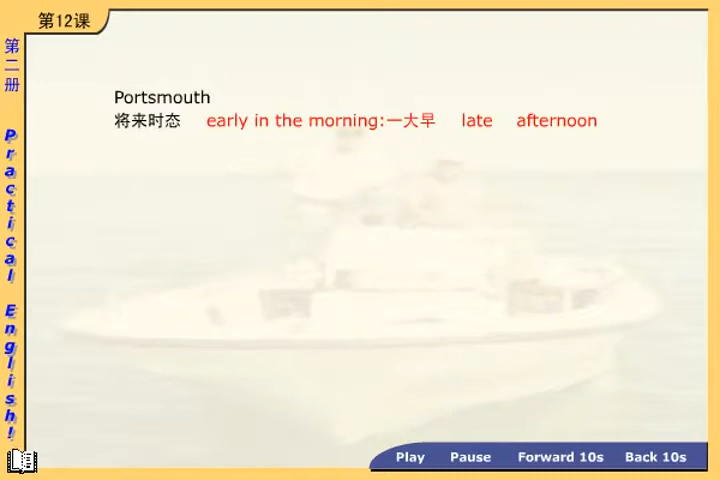 第12课
第二册
Practical English!
Portsmouth
将来时态 early in the morning:一大早 late afternoon
Play Pause Forward 10s Back 10s